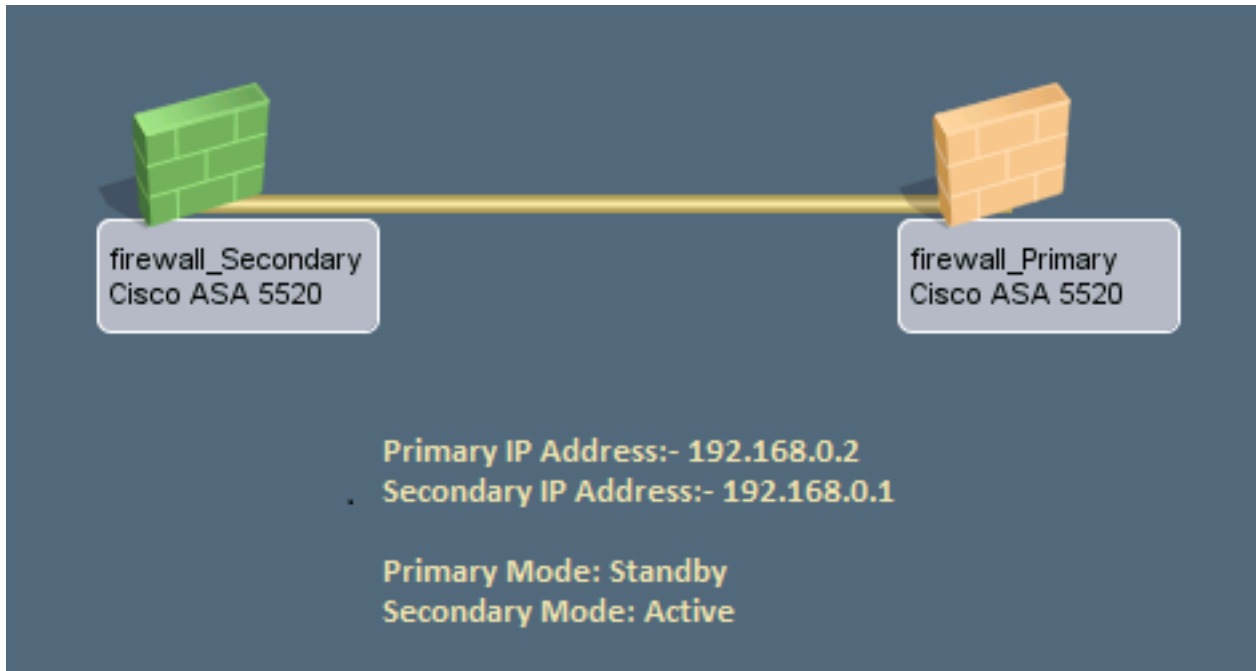 firewall_Secondary
Cisco ASA 5520
firewall_Primary
Cisco ASA 5520
Primary IP Address:- 192.168.0.2
. Secondary IP Address:- 192.168.0.1
Primary Mode: Standby
Secondary Mode: Active